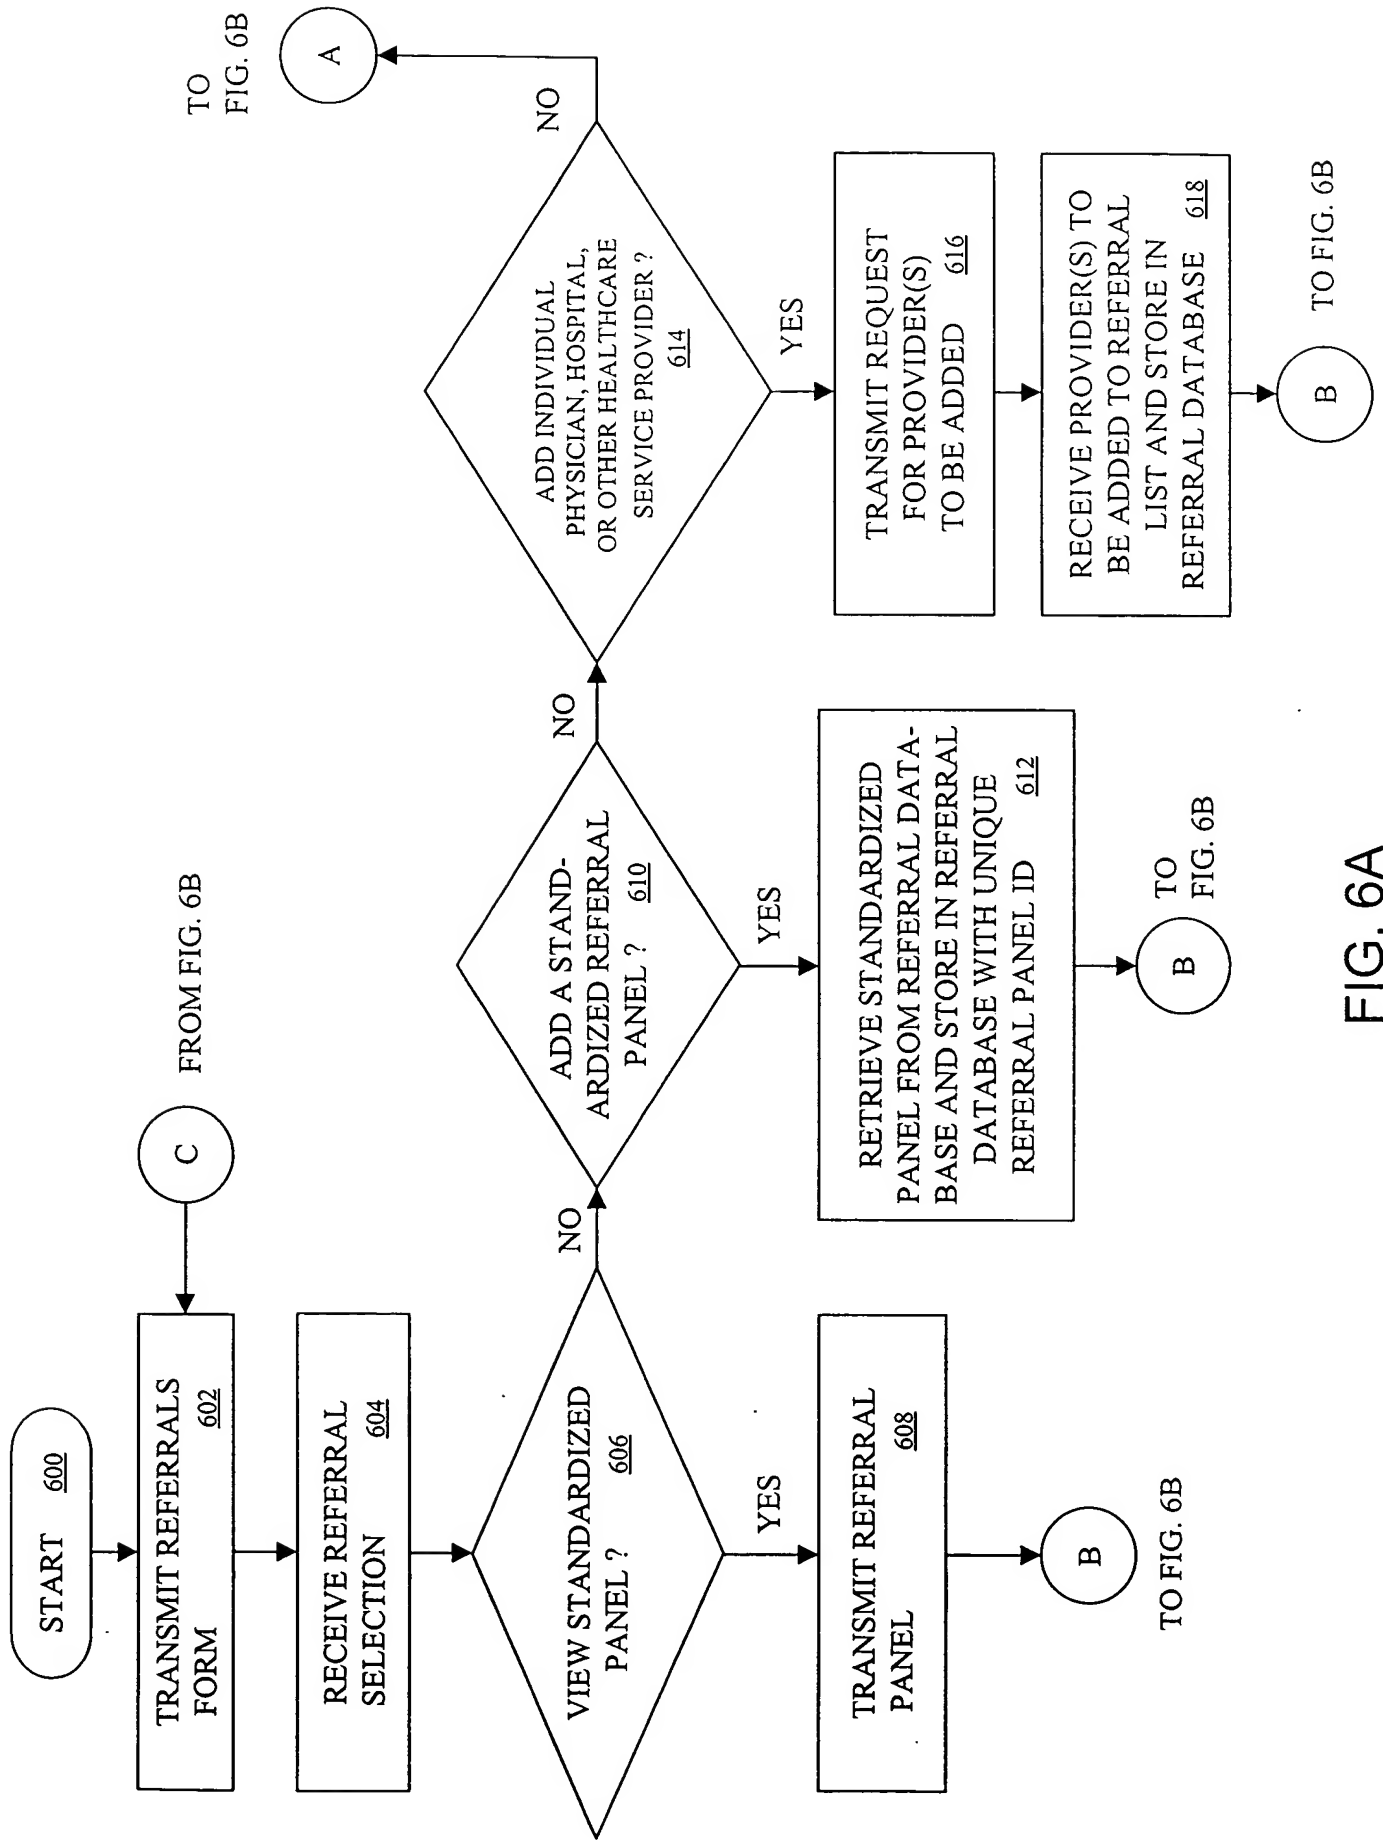 START 600
TRANSMIT REFERRALS
FORM 602
C
FROM FIG. 6B
RECEIVE REFERRAL
SELECTION 604
VIEW STANDARDIZED
PANEL ? 606
NO
YES
TRANSMIT REFERRAL
PANEL 608
B
TO FIG. 6B
ADD A STAND-
ARDIZED REFERRAL
PANEL ? 610
NO
YES
RETRIEVE STANDARDIZED
PANEL FROM REFERRAL DATA-
BASE AND STORE IN REFERRAL
DATABASE WITH UNIQUE
REFERRAL PANEL ID 612
B
TO
FIG. 6B
ADD INDIVIDUAL
PHYSICIAN, HOSPITAL,
OR OTHER HEALTHCARE
SERVICE PROVIDER ?
614
NO
TO
FIG. 6B
A
YES
TRANSMIT REQUEST
FOR PROVIDER(S)
TO BE ADDED 616
RECEIVE PROVIDER(S) TO
BE ADDED TO REFERRAL
LIST AND STORE IN
REFERRAL DATABASE 618
B
TO FIG. 6B
FIG. 6A